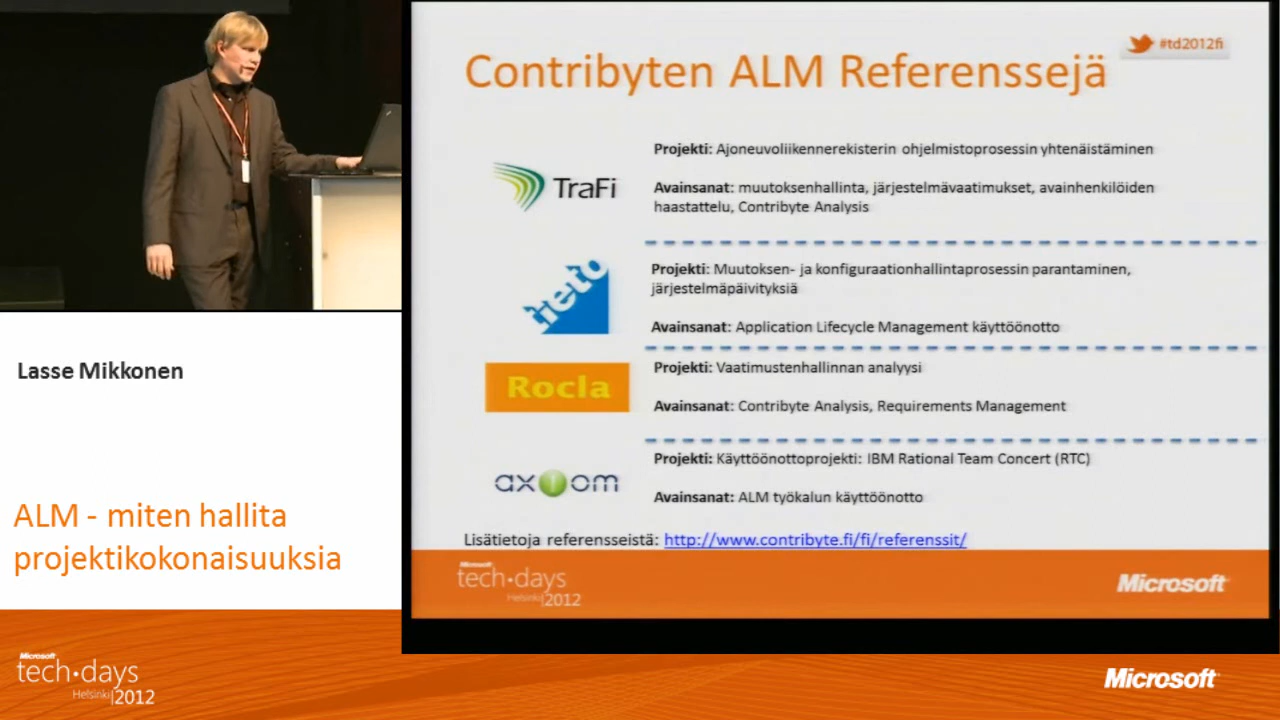 #td2012fi
Contribyten ALM Referenssejä
Projekti: Ajoneuvoliikennerekisterin ohjelmistoprosessin yhtenäistäminen
TraFi
Avainsanat: muutoksenhallinta, järjestelmävaatimukset, avainhenkilöiden
haastattelu, Contribyte Analysis
Projekti: Muutoksen- ja konfiguraationhallintaprosessin parantaminen,
järjestelmäpäivityksiä
tieto
Avainsanat: Application Lifecycle Management käyttöönotto
Projekti: Vaatimustenhallinnan analyysi
Rocla
Avainsanat: Contribyte Analysis, Requirements Management
Projekti: Käyttöönottoprojekti: IBM Rational Team Concert (RTC)
axiom
Avainsanat: ALM työkalun käyttöönotto
Lisätietoja referensseistä: http://www.contribyte.fi/fi/referenssit/
Microsoft
tech·days
Helsinki|2012
Microsoft
Lasse Mikkonen
ALM - miten hallita
projektikokonaisuuksia
Microsoft
tech·days
Helsinki|2012
Microsoft